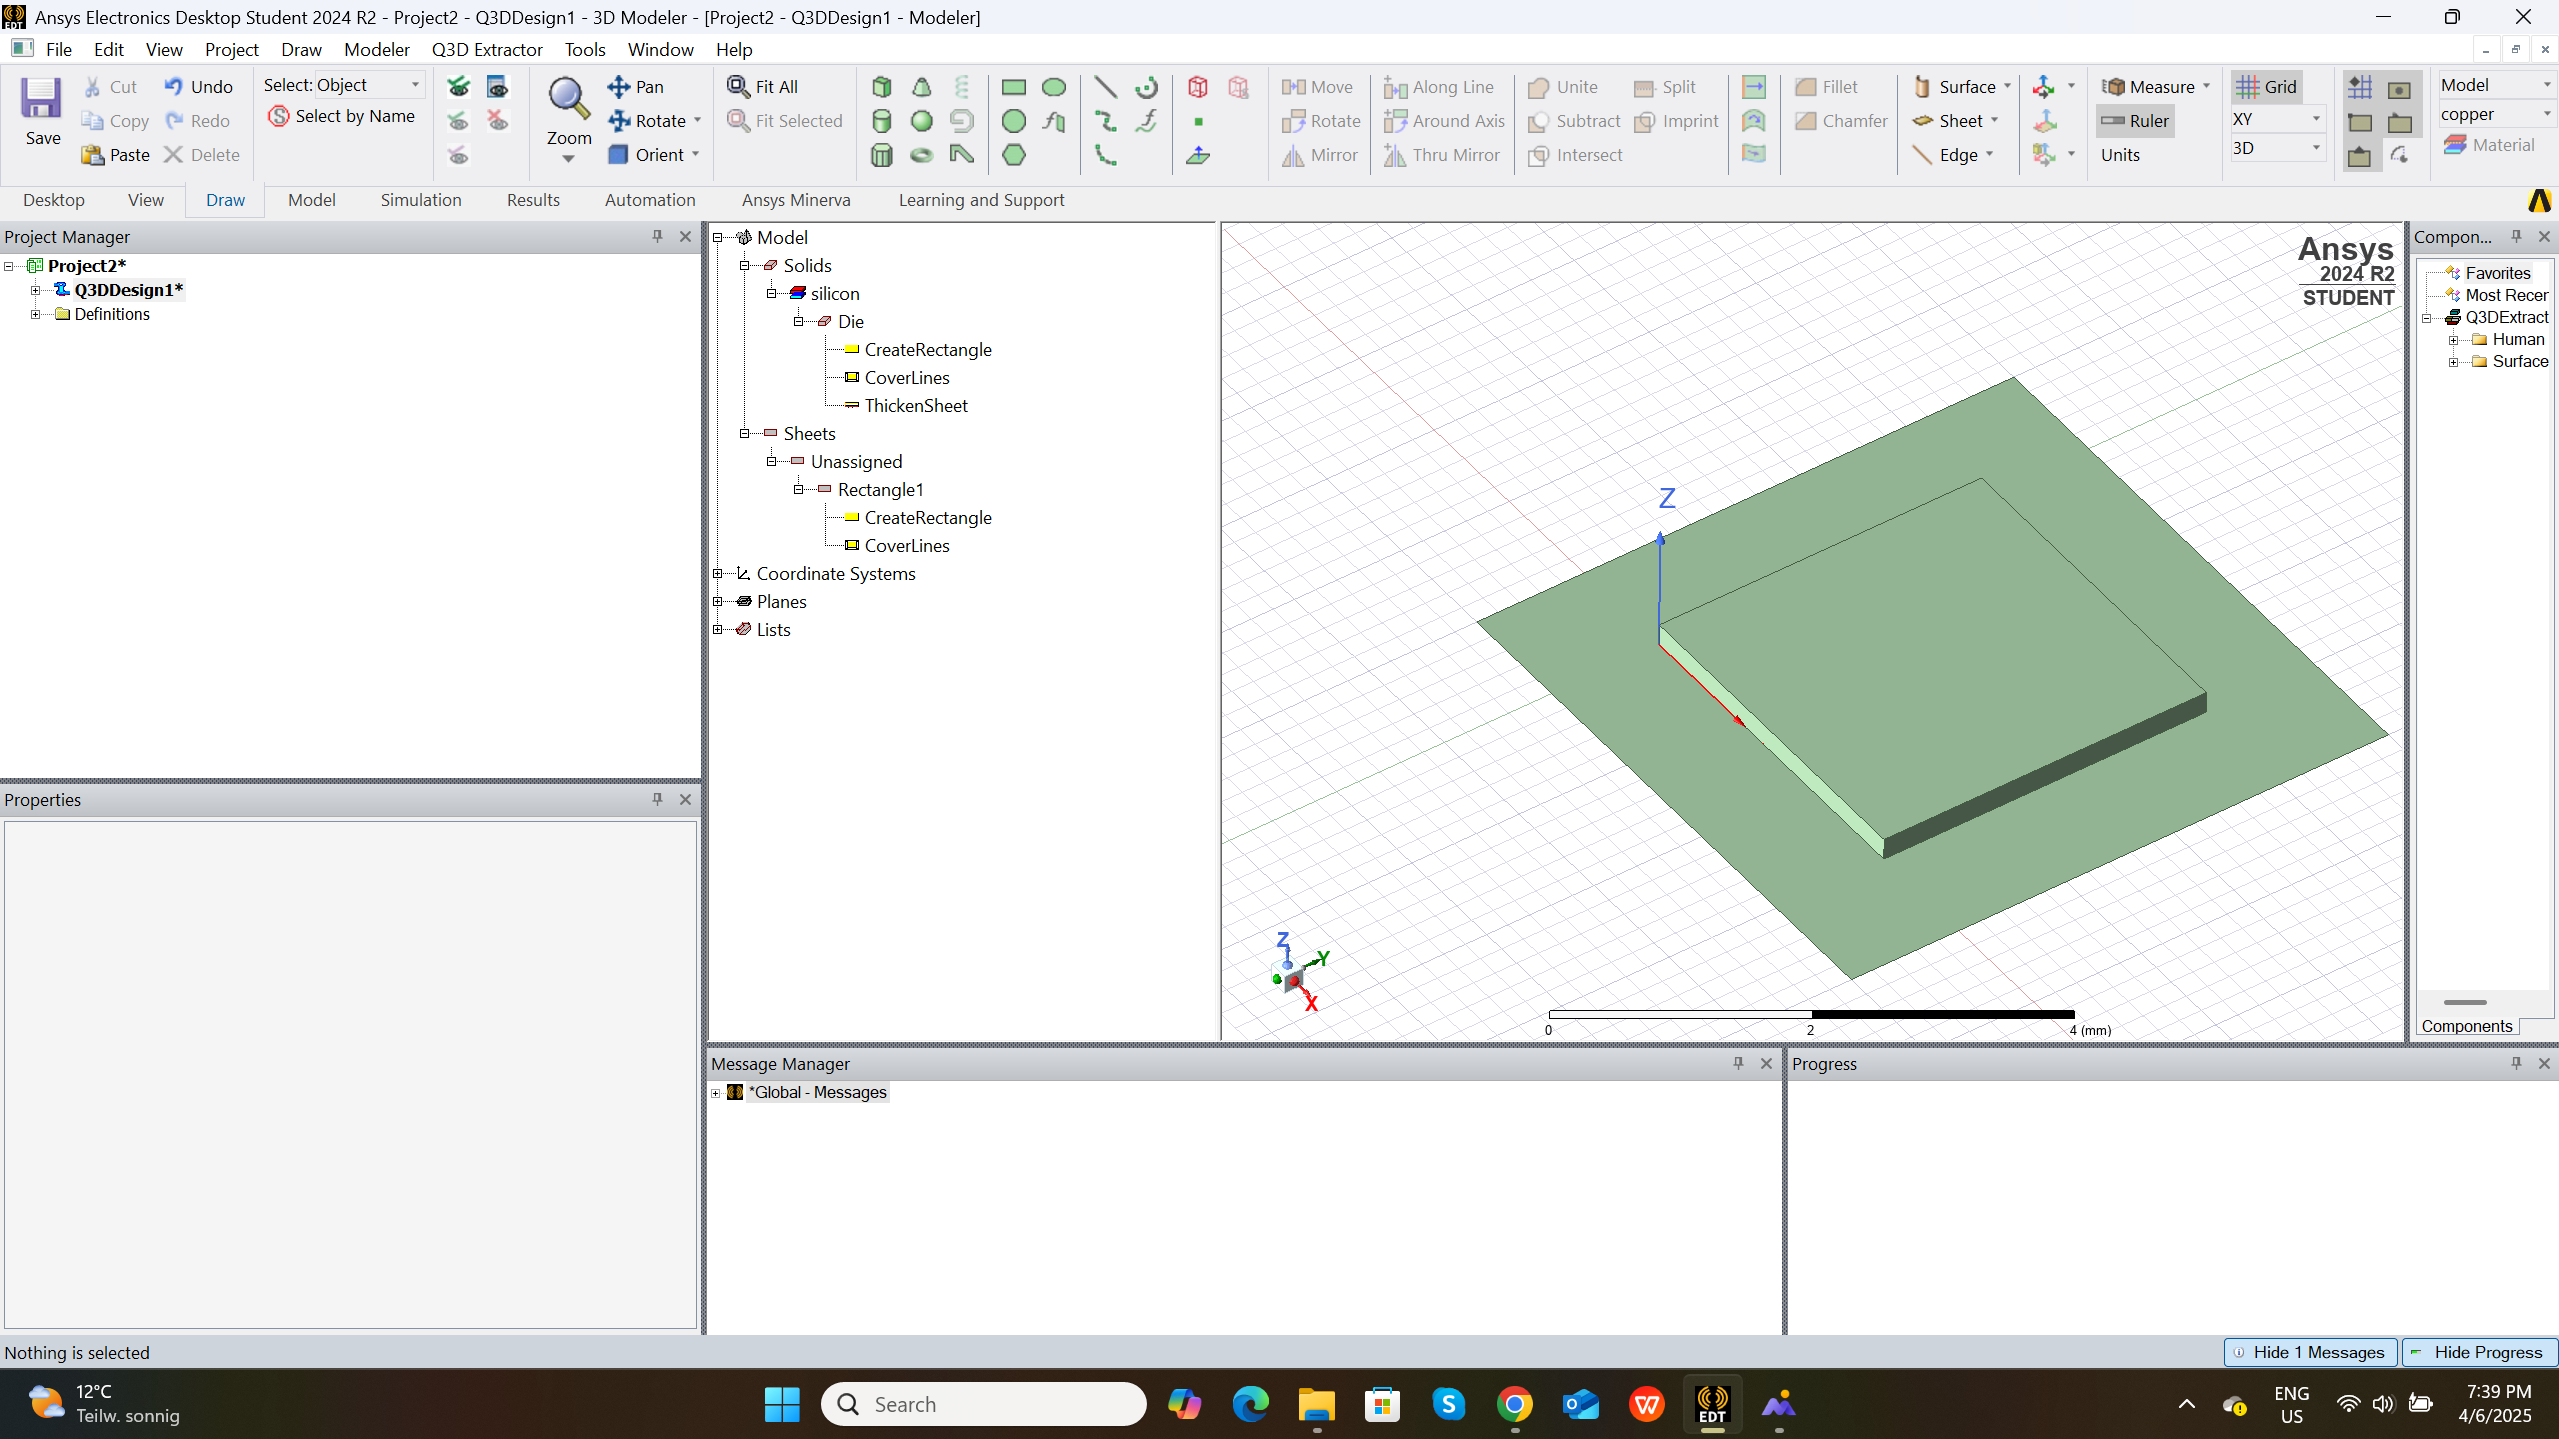 Ansys Electronics Desktop Student 2024 R2 - Project2 - Q3DDesign1 - 3D Modeler - [Project2 - Q3DDesign1 - Modeler]
File Edit View Project Draw Modeler Q3D Extractor Tools Window Help
Save
Cut
Copy
Paste
Undo
Redo
Delete
Select: Object
Select by Name
Zoom
Pan
Rotate
Orient
Fit All
Fit Selected
Move
Rotate
Mirror
Along Line
Around Axis
Thru Mirror
Unite
Subtract
Intersect
Split
Imprint
Fillet
Chamfer
Surface
Sheet
Edge
Measure
Ruler
Units
Grid
XY
3D
Model
copper
Material
Desktop View Draw Model Simulation Results Automation Ansys Minerva Learning and Support
Project Manager
Project2*
Q3DDesign1*
Definitions
Properties
Model
Solids
silicon
Die
CreateRectangle
CoverLines
ThickenSheet
Sheets
Unassigned
Rectangle1
CreateRectangle
CoverLines
Coordinate Systems
Planes
Lists
Ansys
2024 R2
STUDENT
Z
Z
Y
X
0 2 4 (mm)
Compon...
Favorites
Most Recer
Q3DExtract
Human
Surface
Components
Message Manager
*Global - Messages
Progress
Nothing is selected
Hide 1 Messages
Hide Progress
12°C
Teilw. sonnig
Search
EDT
ENG
US
7:39 PM
4/6/2025